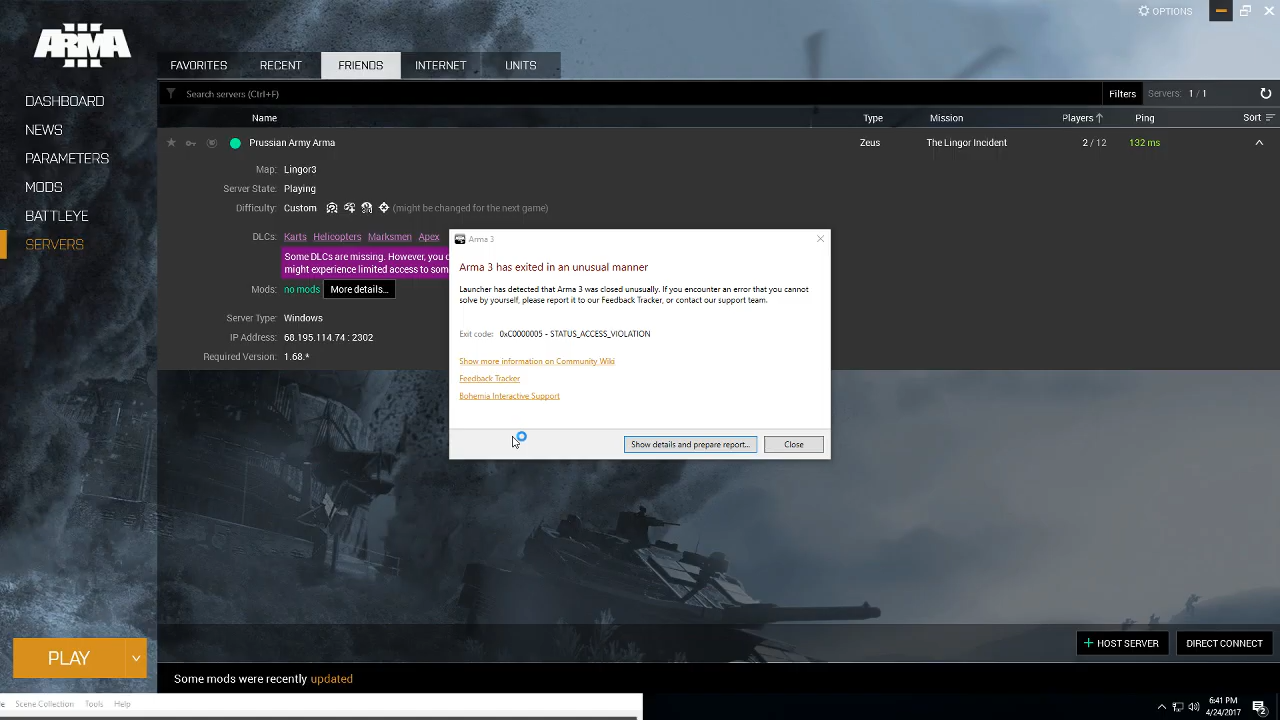 OPTIONS
ARMA
III
FAVORITES
RECENT
FRIENDS
INTERNET
UNITS
DASHBOARD
NEWS
PARAMETERS
MODS
BATTLEYE
SERVERS
Search servers (Ctrl+F)
Filters
Servers: 1 / 1
Name
Type
Mission
Players
Ping
Sort
Prussian Army Arma
Zeus
The Lingor Incident
2 / 12
132 ms
Map: Lingor3
Server State: Playing
Difficulty: Custom (might be changed for the next game)
DLCs: Karts Helicopters Marksmen Apex
Some DLCs are missing. However, you
might experience limited access to som
Mods: no mods More details...
Server Type: Windows
IP Address: 68.195.114.74 : 2302
Required Version: 1.68.*
Arma 3
Arma 3 has exited in an unusual manner
Launcher has detected that Arma 3 was closed unusually. If you encounter an error that you cannot
solve by yourself, please report it to our Feedback Tracker, or contact our support team.
Exit code: 0xC0000005 - STATUS_ACCESS_VIOLATION
Show more information on Community Wiki
Feedback Tracker
Bohemia Interactive Support
Show details and prepare report...
Close
HOST SERVER
DIRECT CONNECT
PLAY
Some mods were recently updated
Scene Collection Tools Help
6:41 PM
4/24/2017
2